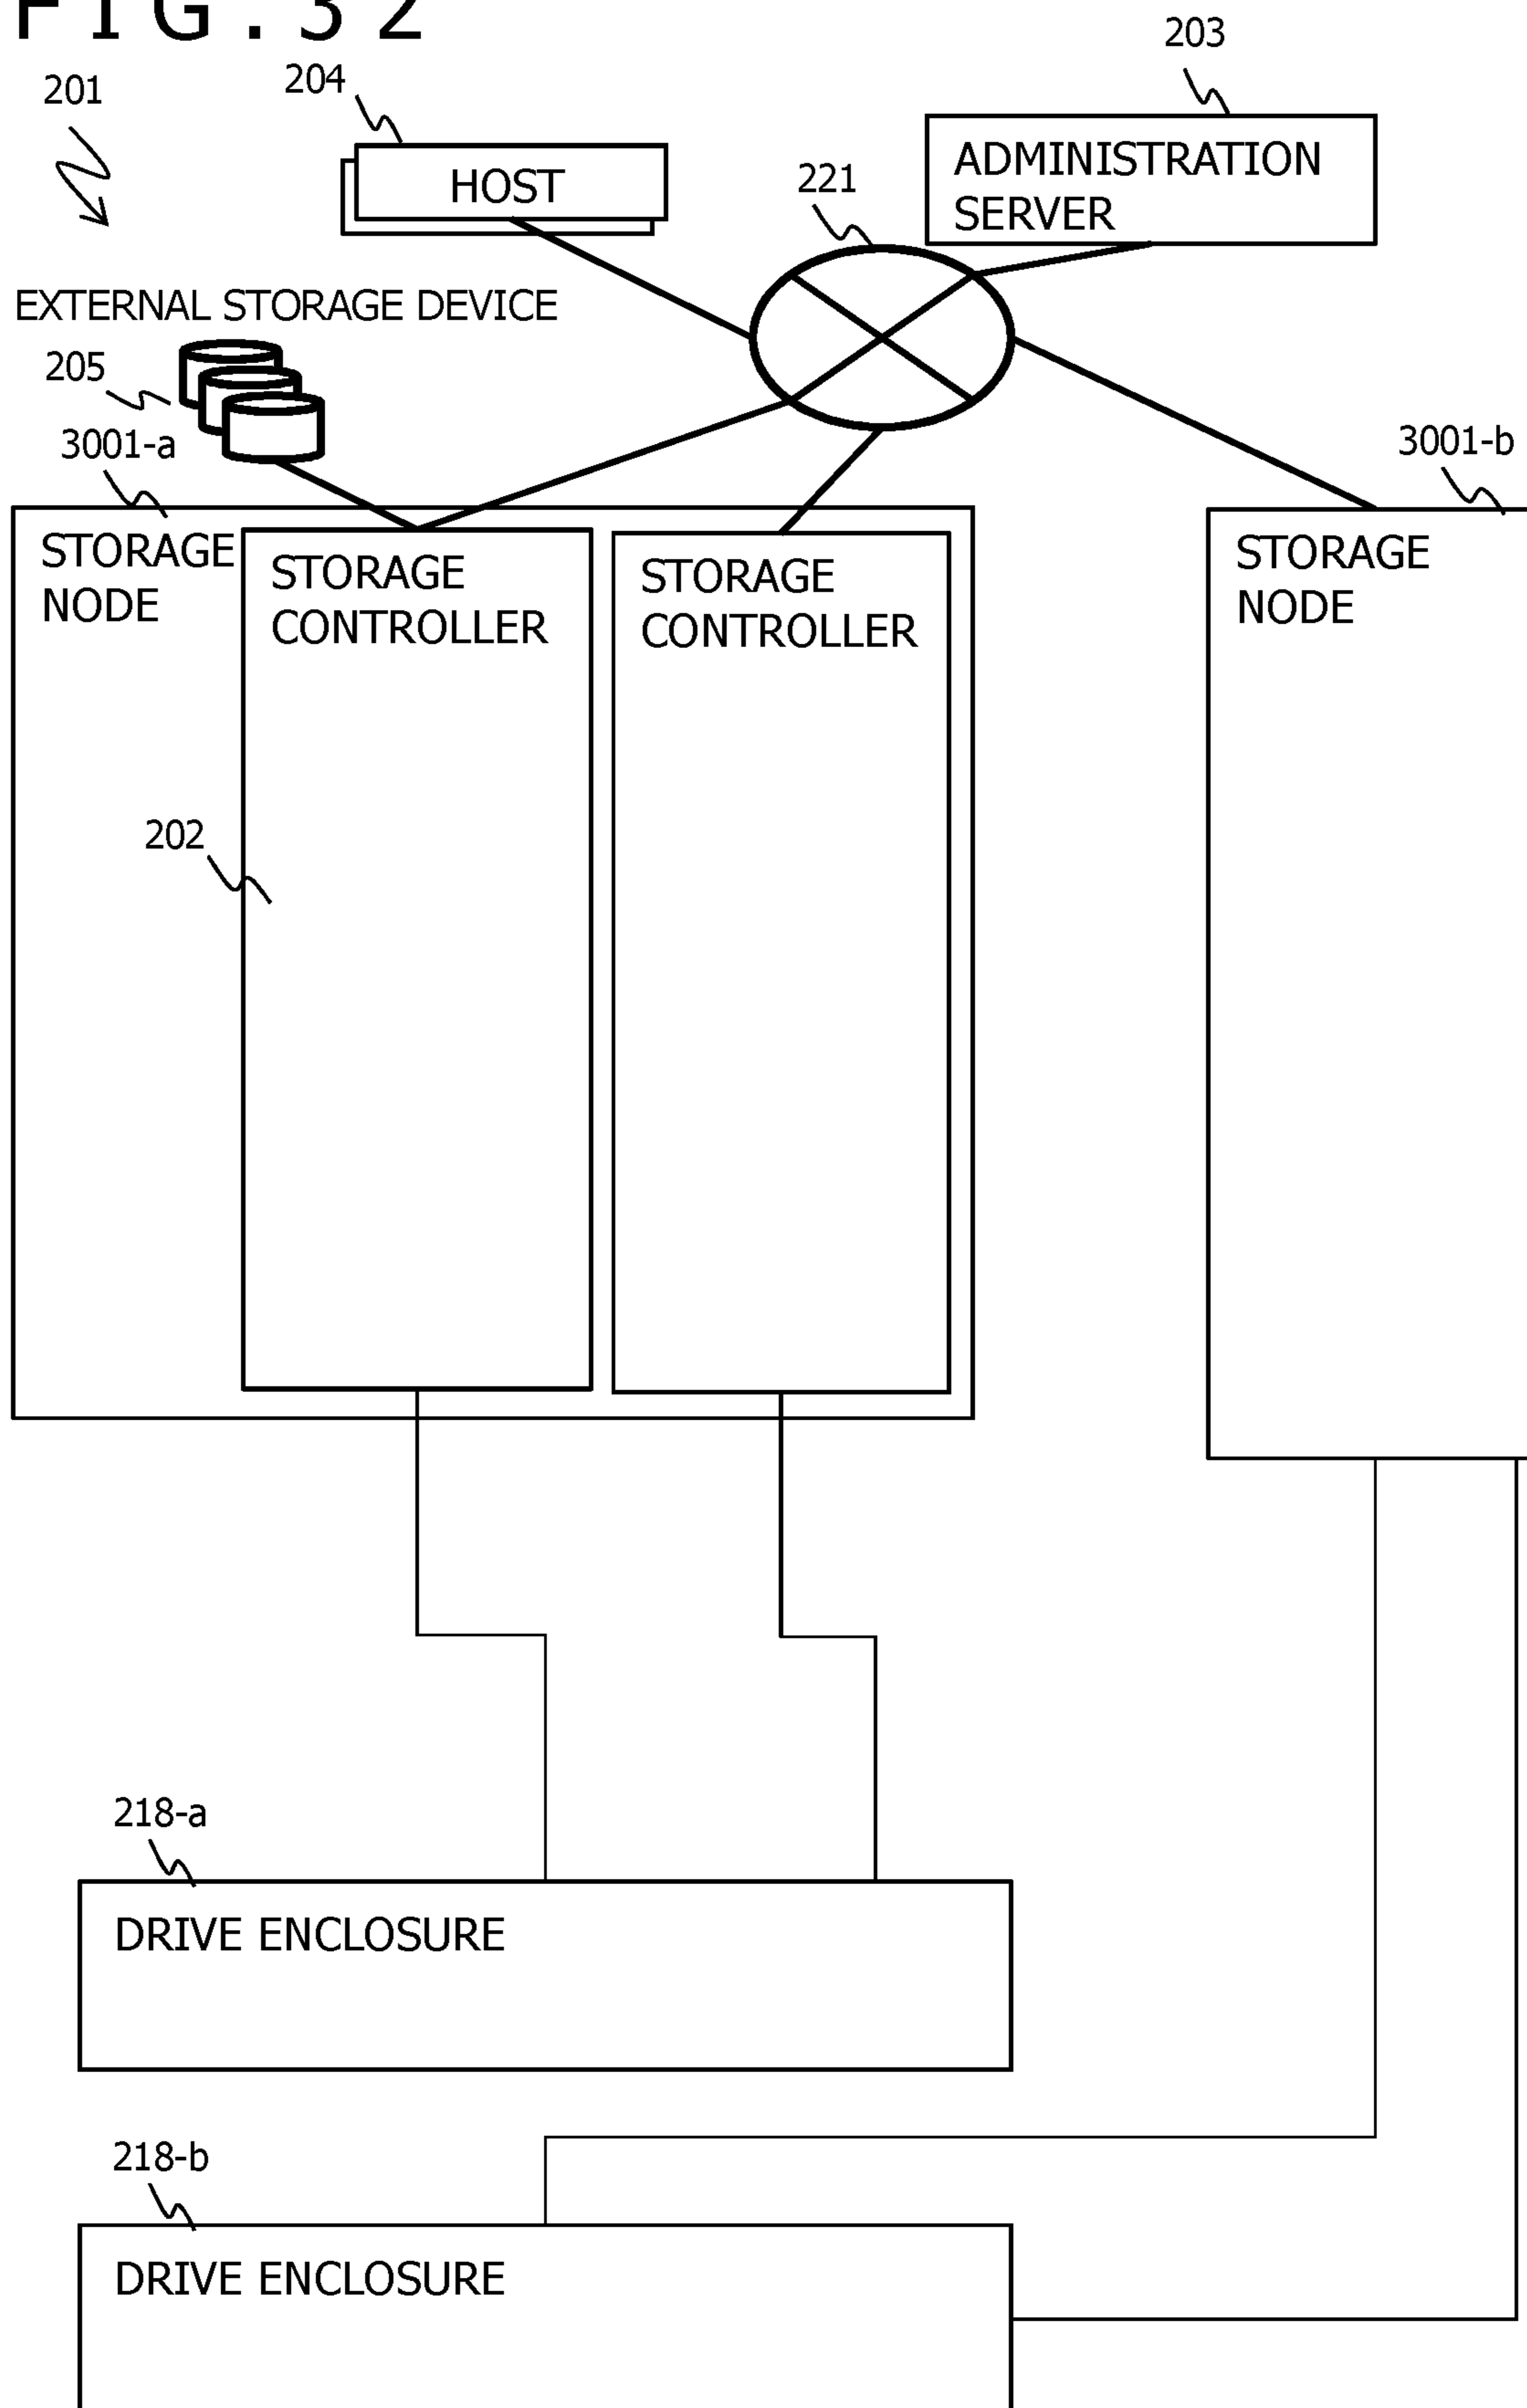 FIG.32
203
204
201
ADMINISTRATION
SERVER
HOST
221
EXTERNAL STORAGE DEVICE
205
3001-a
3001-b
STORAGE
NODE
STORAGE
CONTROLLER
STORAGE
CONTROLLER
STORAGE
NODE
202
218-a
DRIVE ENCLOSURE
218-b
DRIVE ENCLOSURE